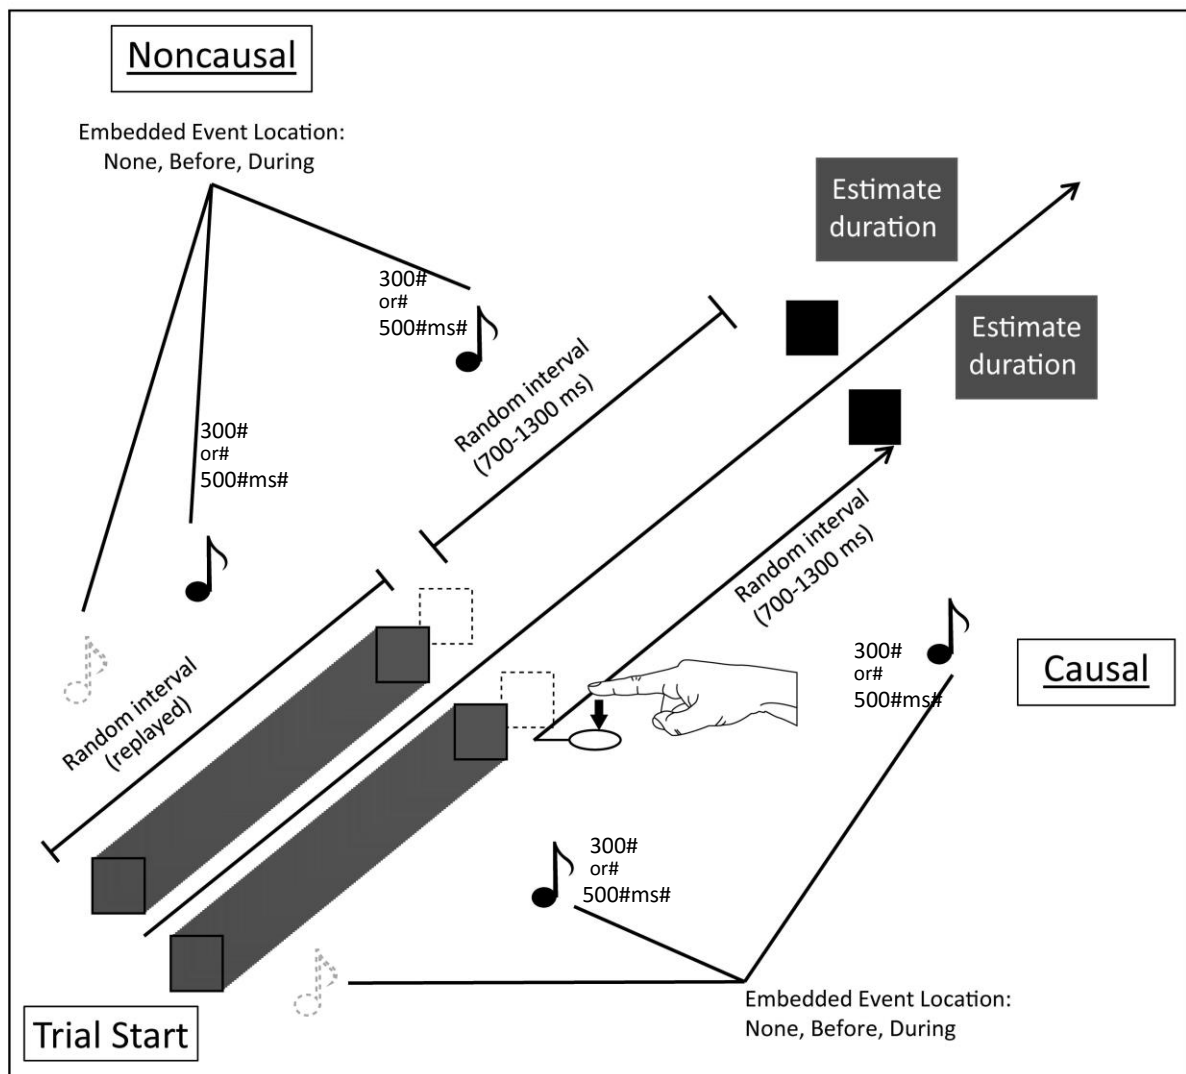 Noncausal
Embedded Event Location:
None, Before, During
300#
or#
500#ms#
300#
or#
500#ms#
Random interval
(700-1300 ms)
Estimate
duration
Estimate
duration
Random interval
(700-1300 ms)
Random interval
(replayed)
300#
or#
500#ms#
Causal
300#
or#
500#ms#
Embedded Event Location:
None, Before, During
Trial Start